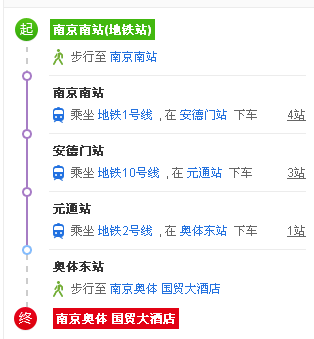 起 南京南站(地铁站)
步行至 南京南站
南京南站
乘坐 地铁1号线 , 在 安德门站 下车 4站
安德门站
乘坐 地铁10号线 , 在 元通站 下车 3站
元通站
乘坐 地铁2号线 , 在 奥体东站 下车 1站
奥体东站
步行至 南京奥体 国贸大酒店
终 南京奥体 国贸大酒店